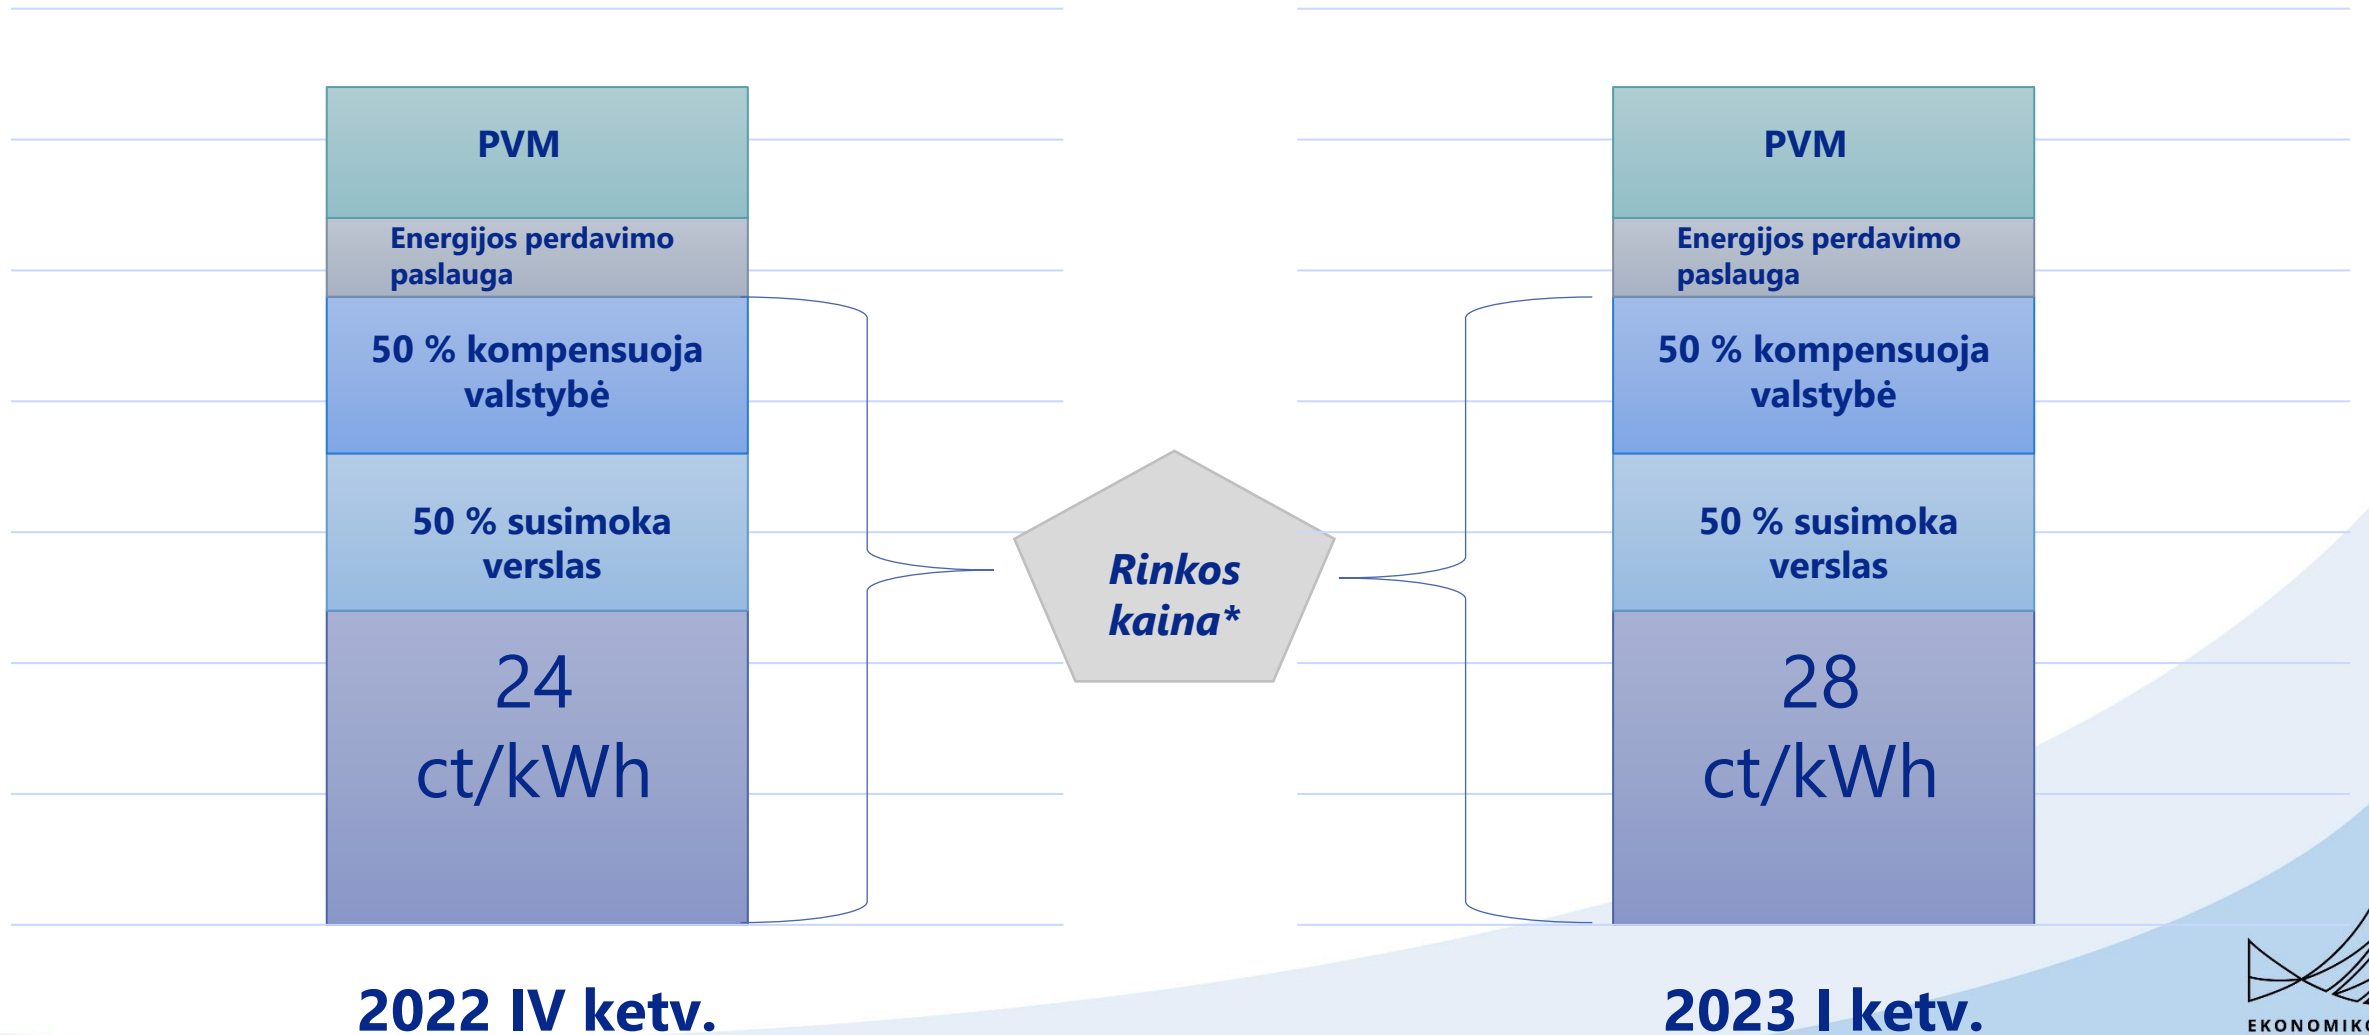 PVM
Energijos perdavimo
paslauga
50 % kompensuoja
valstybė
50 % susimoka
verslas
24
ct/kWh
2022 IV ketv.
Rinkos
kaina*
PVM
Energijos perdavimo
paslauga
50 % kompensuoja
valstybė
50 % susimoka
verslas
28
ct/kWh
2023 I ketv.